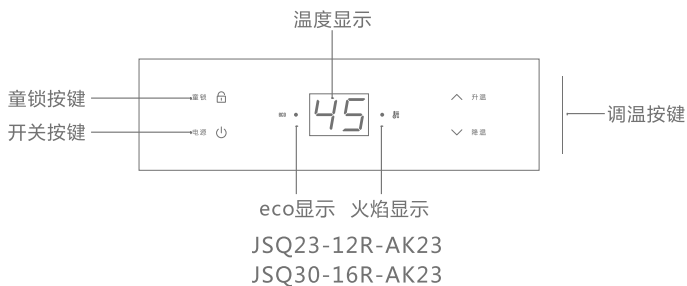 温度显示
童锁按键
童锁
升温
eco
45
调温按键
开关按键
电源
降温
eco显示
火焰显示
JSQ23-12R-AK23
JSQ30-16R-AK23